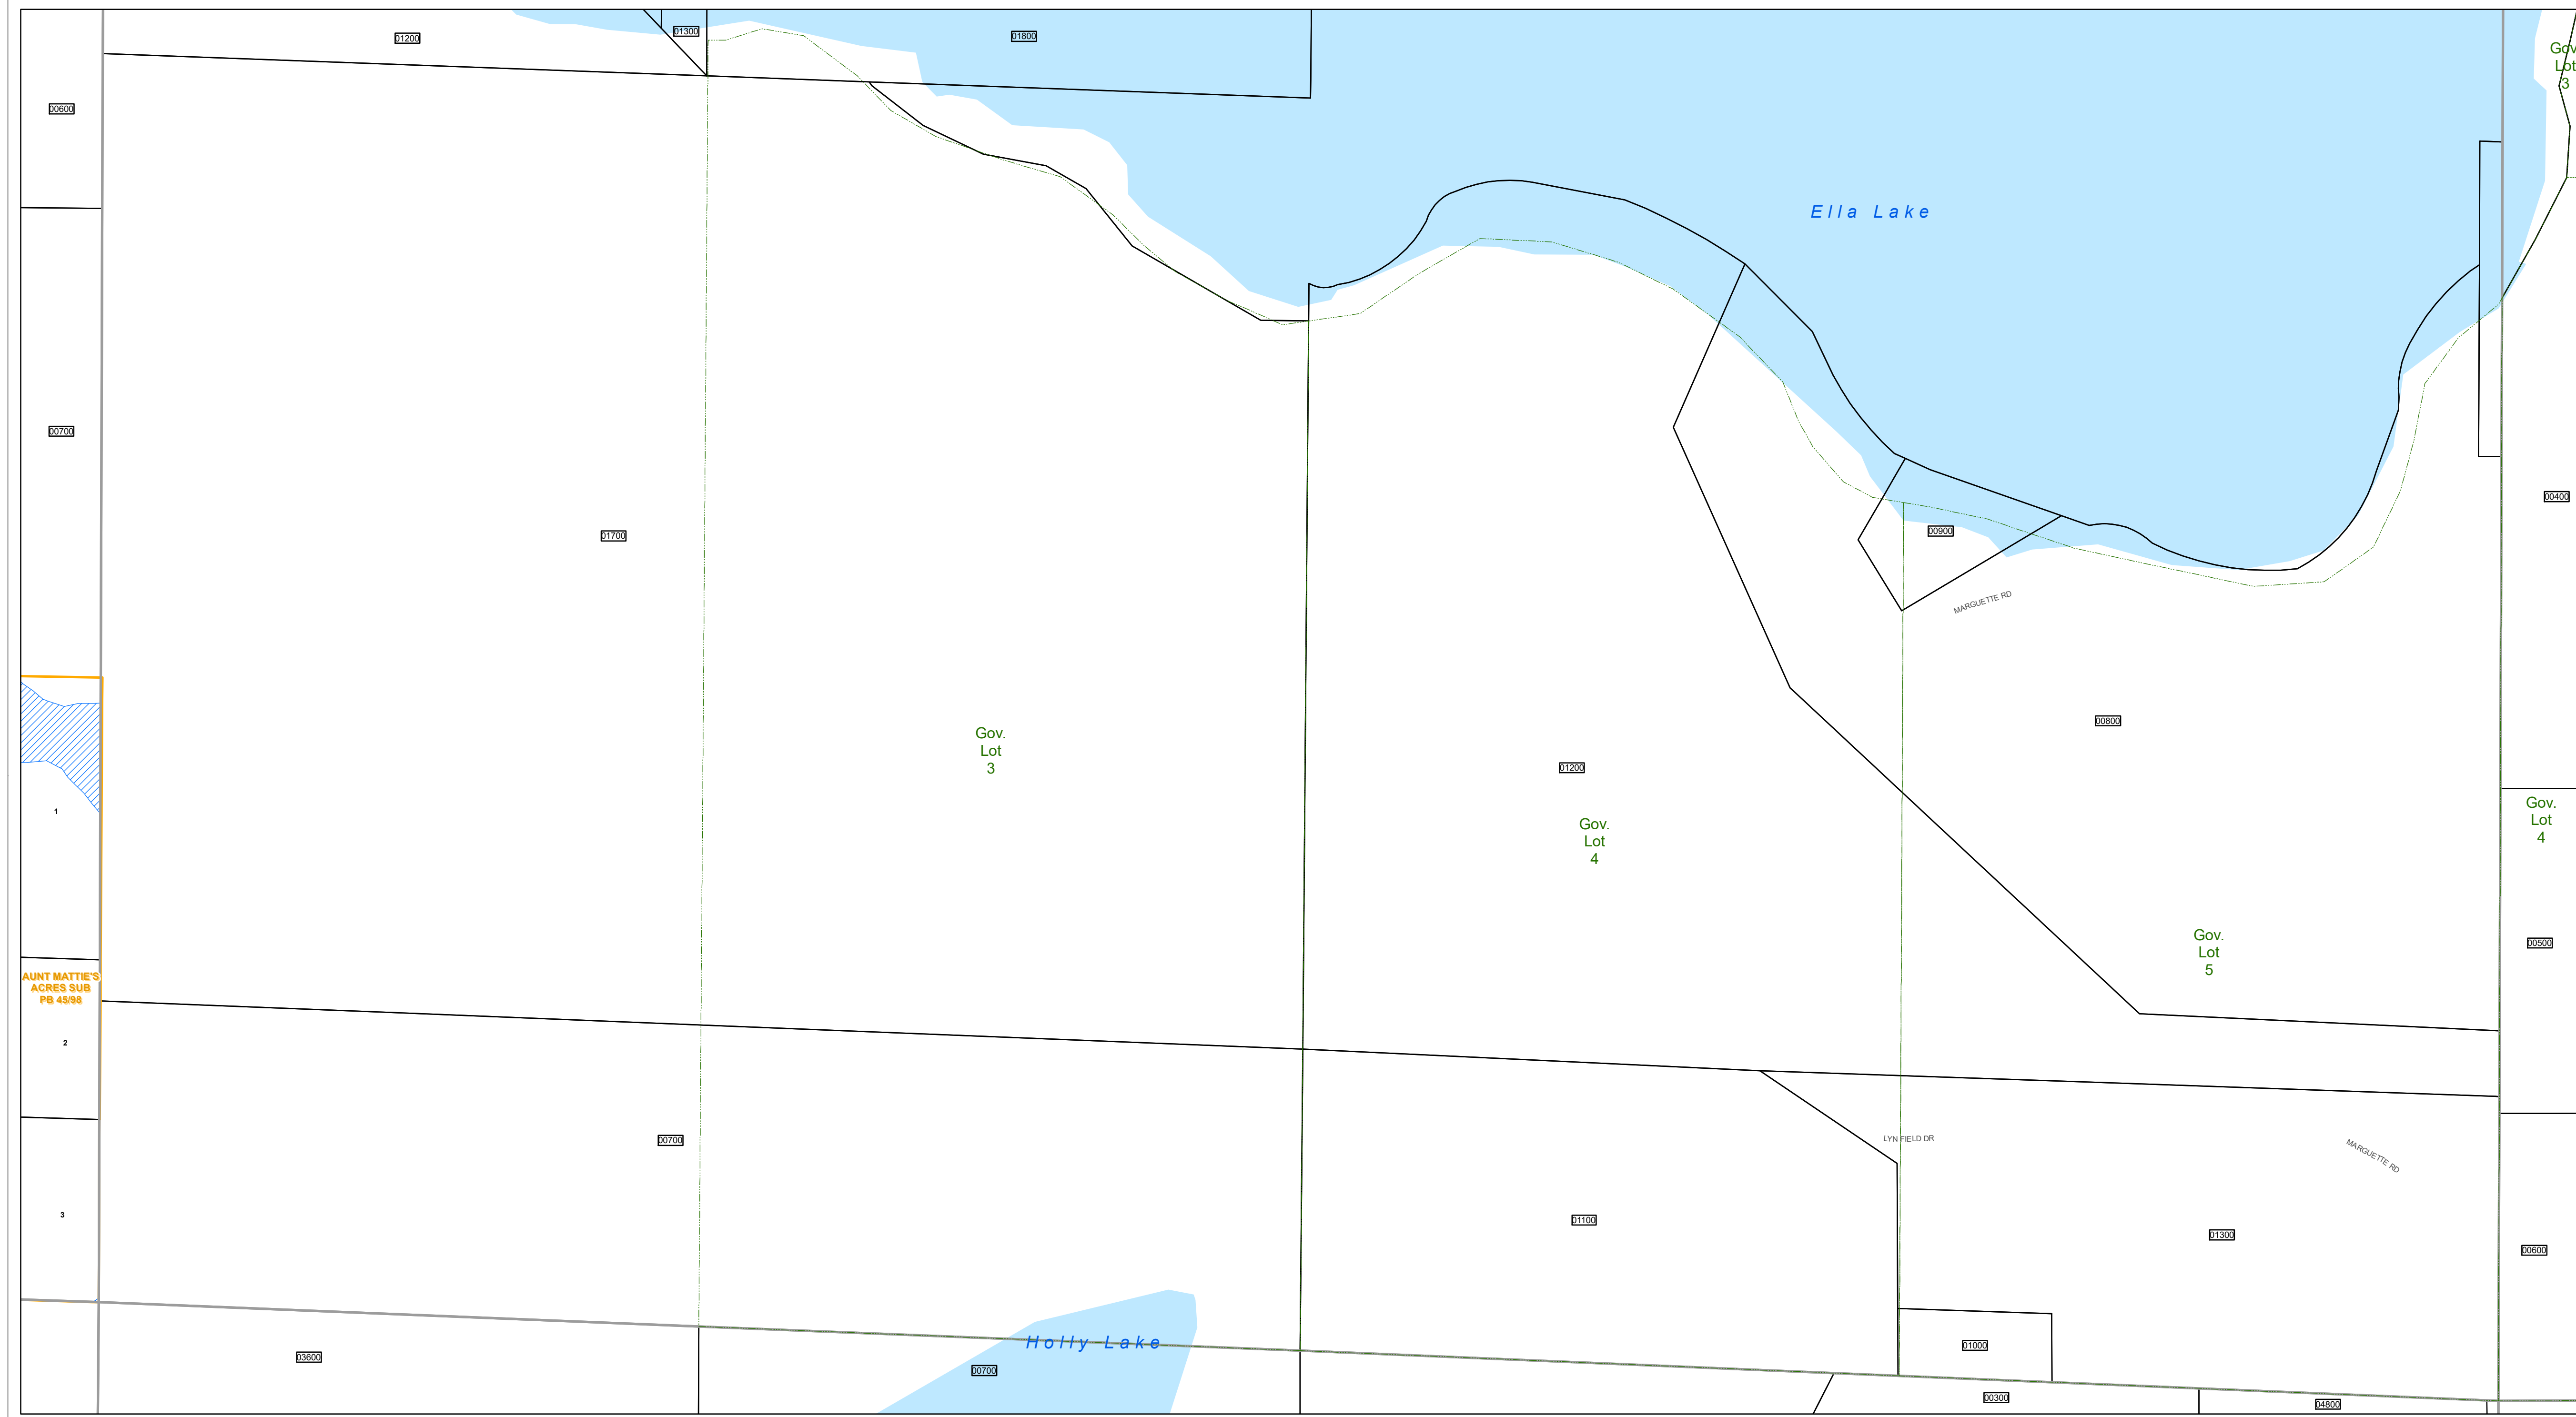 01200
01300
01800
Gov.
Lot
3
00600
Ella Lake
00700
00400
01700
00900
MARGUETTE RD
00800
Gov.
Lot
3
01200
1
Gov.
Lot
4
Gov.
Lot
4
Gov.
Lot
5
00500
AUNT MATTIE'S
ACRES SUB
PB 45/98
2
00700
LYN FIELD DR
MARGUETTE RD
3
01100
01300
00600
Holly Lake
03600
00700
01000
00300
04800